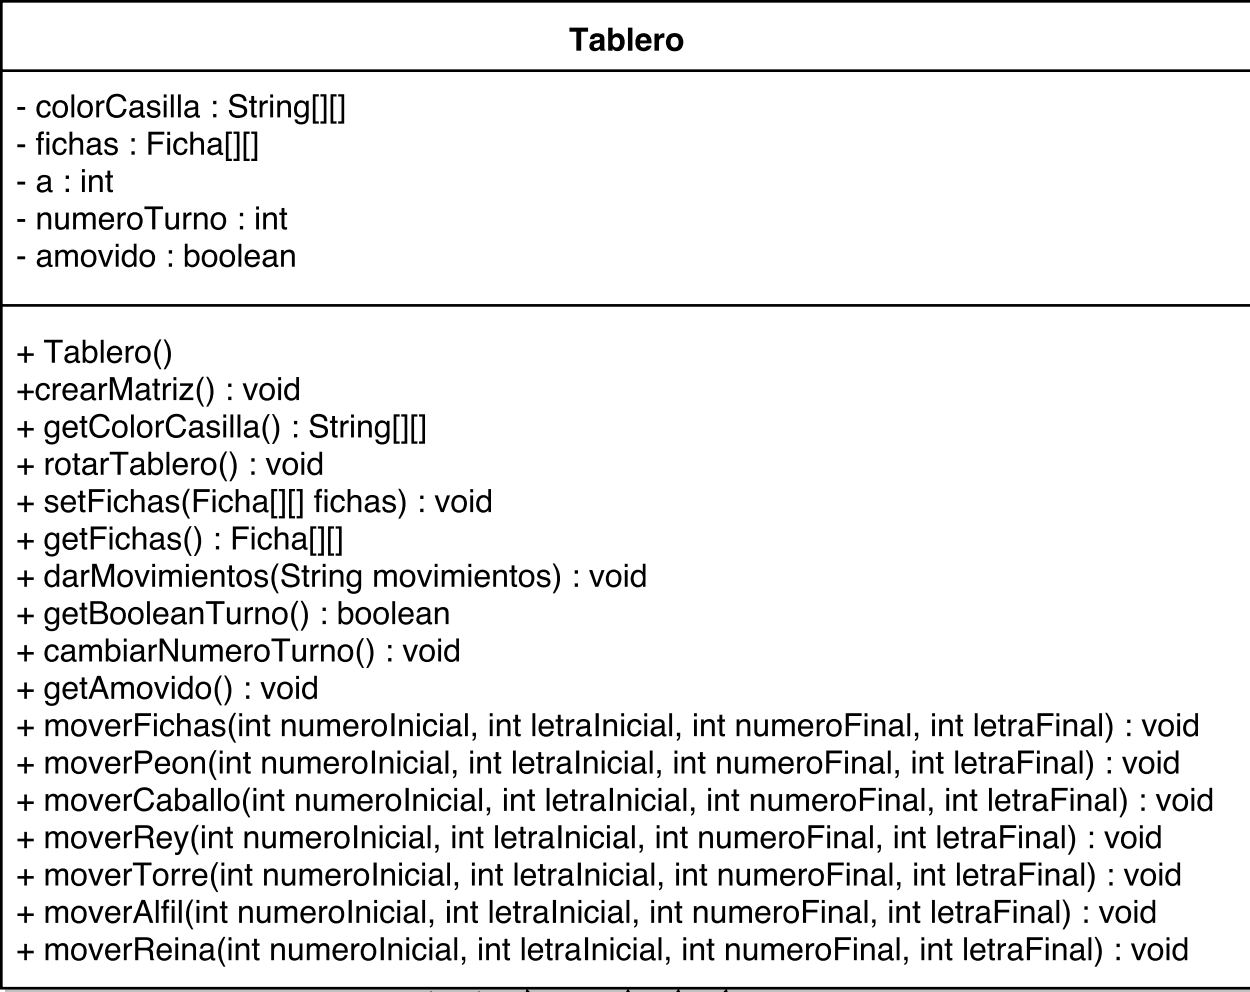 Tablero
- colorCasilla : String[][]
- fichas : Ficha[][]
- a : int
- numeroTurno : int
- amovido : boolean
+ Tablero()
+crearMatriz() : void
+ getColorCasilla() : String[][]
+ rotarTablero() : void
+ setFichas(Ficha[][] fichas) : void
+ getFichas() : Ficha[][]
+ darMovimientos(String movimientos) : void
+ getBooleanTurno() : boolean
+ cambiarNumeroTurno() : void
+ getAmovido() : void
+ moverFichas(int numeroInicial, int letraInicial, int numeroFinal, int letraFinal) : void
+ moverPeon(int numeroInicial, int letraInicial, int numeroFinal, int letraFinal) : void
+ moverCaballo(int numeroInicial, int letraInicial, int numeroFinal, int letraFinal) : void
+ moverRey(int numeroInicial, int letraInicial, int numeroFinal, int letraFinal) : void
+ moverTorre(int numeroInicial, int letraInicial, int numeroFinal, int letraFinal) : void
+ moverAlfil(int numeroInicial, int letraInicial, int numeroFinal, int letraFinal) : void
+ moverReina(int numeroInicial, int letraInicial, int numeroFinal, int letraFinal) : void